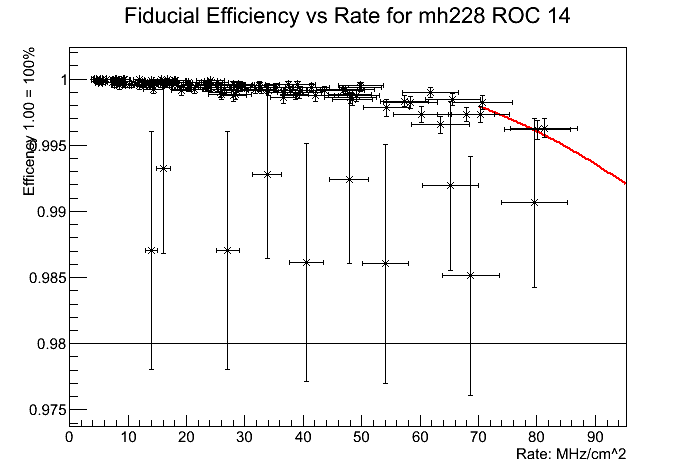 Fiducial Efficiency vs Rate for mh228 ROC 14
Efficency 1.00 = 100%
1
0.995
0.99
0.985
0.98
0.975
0 10 20 30 40 50 60 70 80 90
Rate: MHz/cm^2